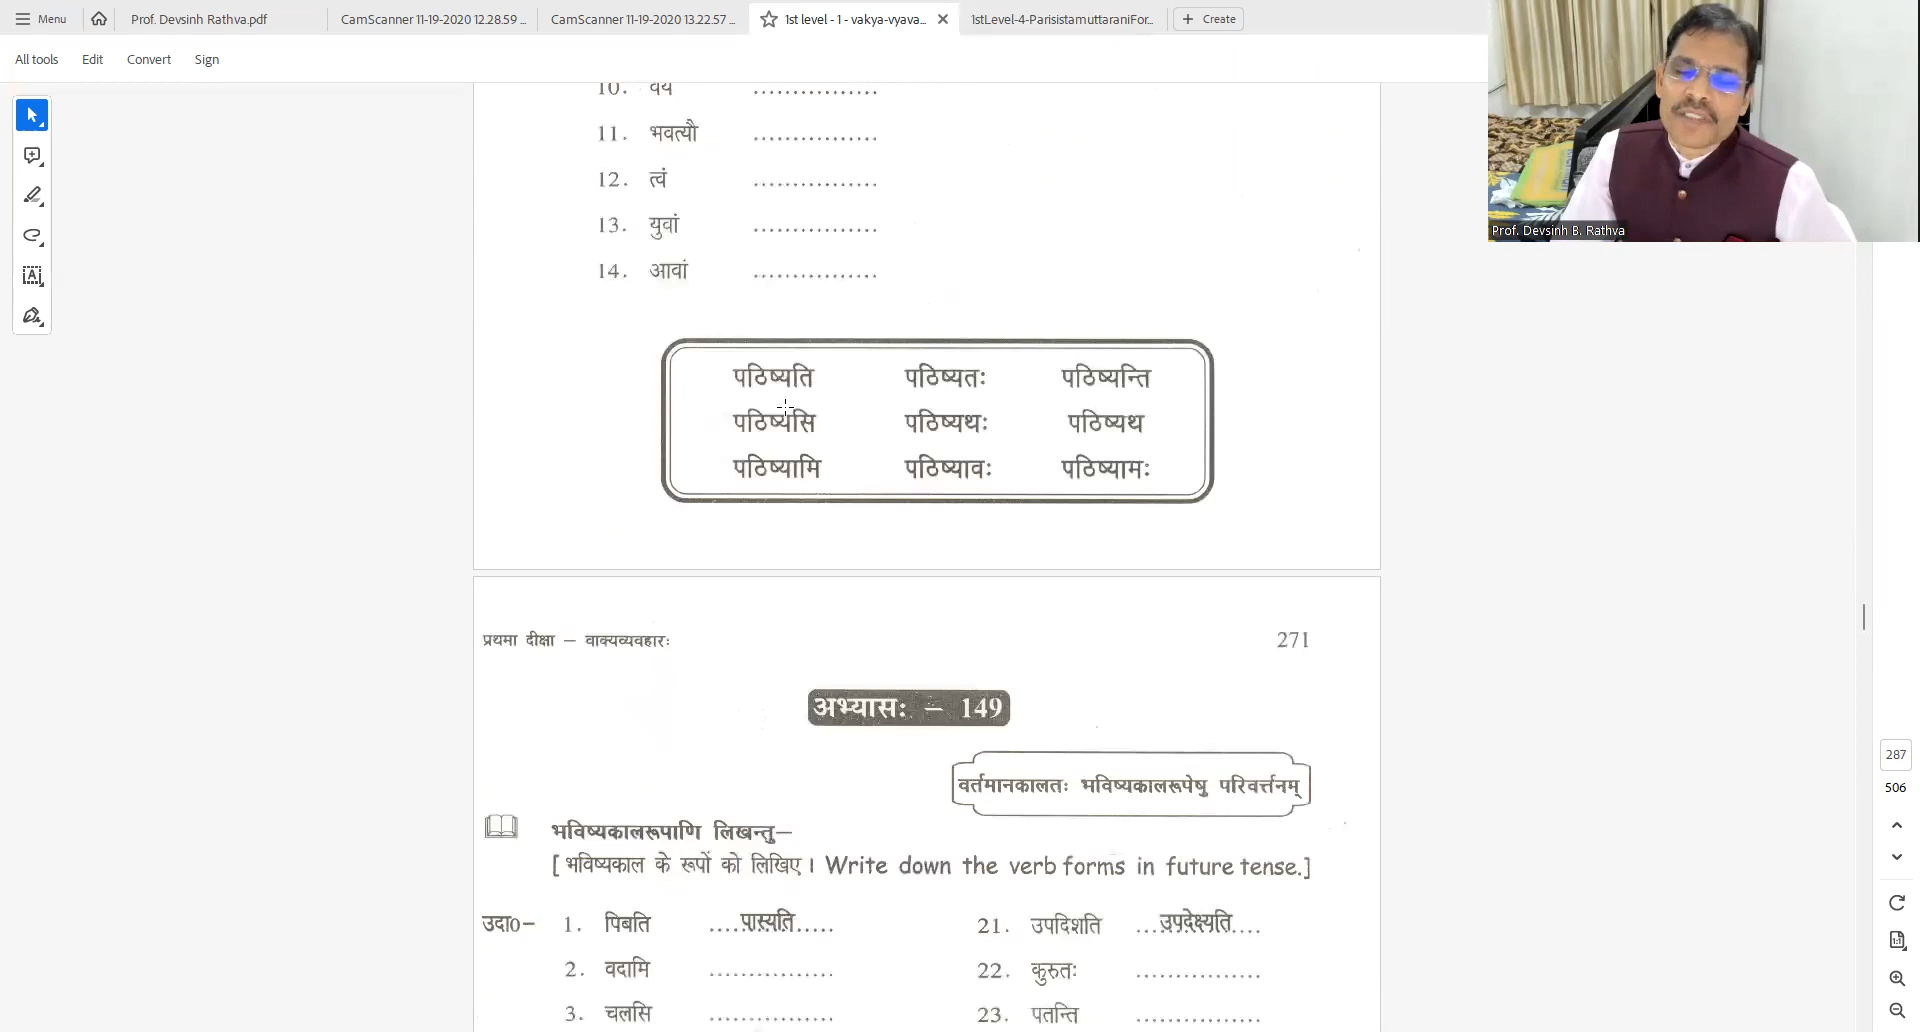 Menu
Prof. Devsinh Rathva.pdf
CamScanner 11-19-2020 12.28.59 ...
CamScanner 11-19-2020 13.22.57 ...
1st level - 1 - vakya-vyava...
1stLevel-4-ParisistamuttaraniFor...
Create
All tools Edit Convert Sign
Prof. Devsinh B. Rathva
10. वयं ................
11. भवत्यौ ................
12. त्वं ................
13. युवां ................
14. आवां ................
पठिष्यति पठिष्यतः पठिष्यन्ति
पठिष्यसि पठिष्यथः पठिष्यथ
पठिष्यामि पठिष्यावः पठिष्यामः
प्रथमा दीक्षा – वाक्यव्यवहारः 271
अभ्यासः – 149
वर्तमानकालतः भविष्यकालरूपेषु परिवर्त्तनम्
भविष्यकालरूपाणि लिखन्तु–
[ भविष्यकाल के रूपों को लिखिए । Write down the verb forms in future tense.]
उदा0– 1. पिबति ....पास्यति..... 21. उपदिशति ...उपदेक्ष्यति....
2. वदामि ................ 22. कुरुतः ................
3. चलसि ................ 23. पतन्ति ................
287
506